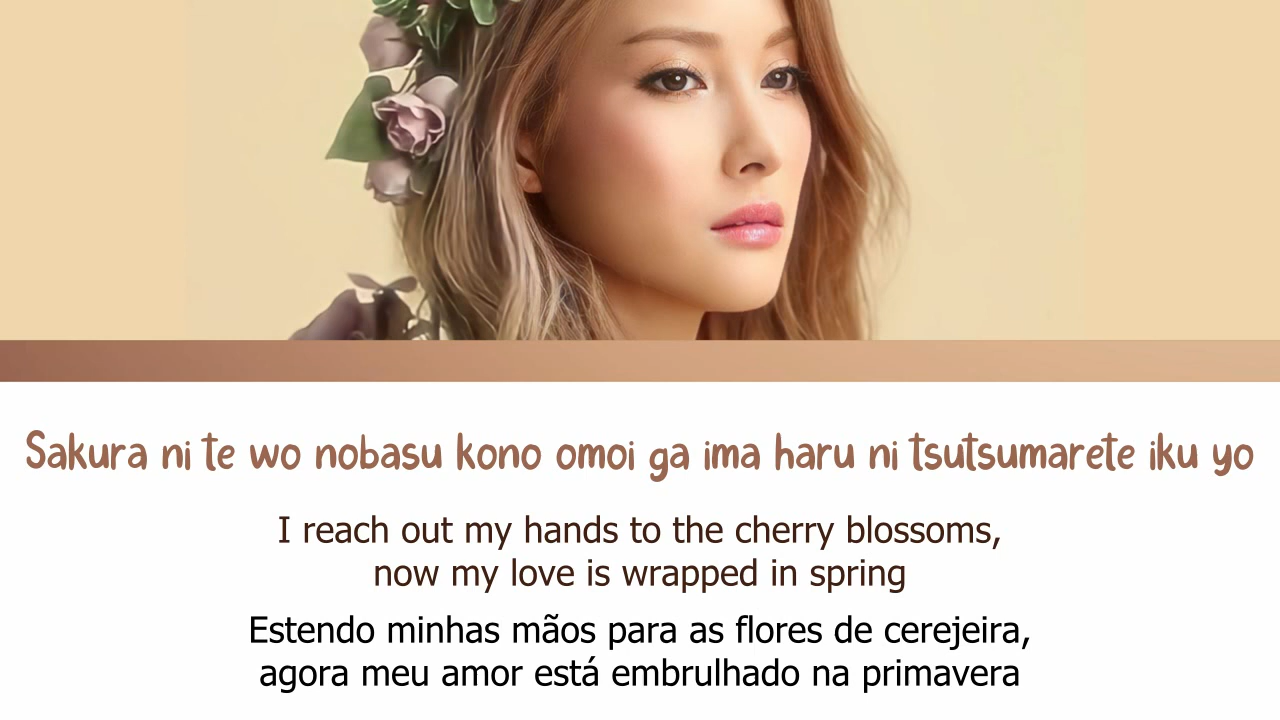 Sakura ni te wo nobasu kono omoi ga ima haru ni tsutsumarete iku yo
I reach out my hands to the cherry blossoms,
now my love is wrapped in spring
Estendo minhas mãos para as flores de cerejeira,
agora meu amor está embrulhado na primavera